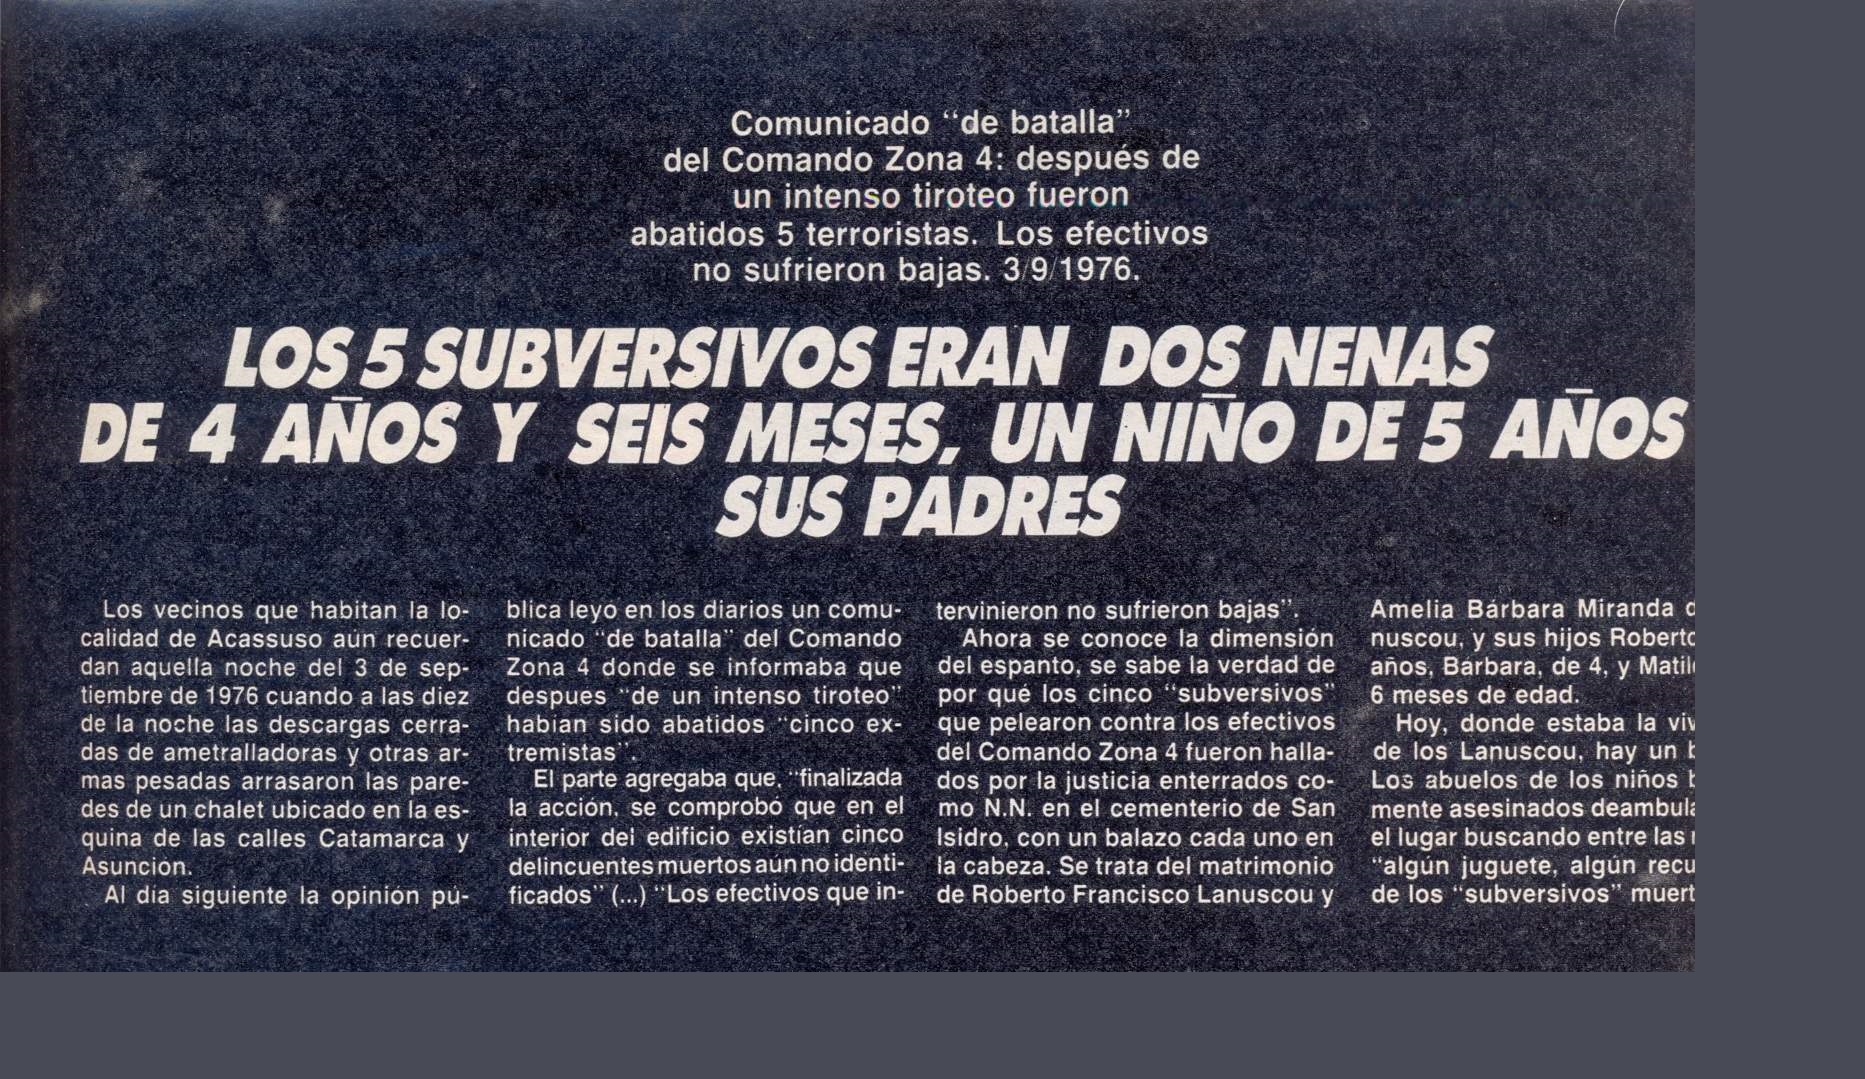 Comunicado “de batalla”
del Comando Zona 4: después de
un intenso tiroteo fueron
abatidos 5 terroristas. Los efectivos
no sufrieron bajas. 3/9/1976.
LOS 5 SUBVERSIVOS ERAN DOS NENAS
DE 4 AÑOS Y SEIS MESES, UN NIÑO DE 5 AÑOS
SUS PADRES
Los vecinos que habitan la lo-
calidad de Acassuso aún recuer-
dan aquella noche del 3 de sep-
tiembre de 1976 cuando a las diez
de la noche las descargas cerra-
das de ametralladoras y otras ar-
mas pesadas arrasaron las pare-
des de un chalet ubicado en la es-
quina de las calles Catamarca y
Asunción.
Al día siguiente la opinión pú-
blica leyó en los diarios un comu-
nicado “de batalla” del Comando
Zona 4 donde se informaba que
despues “de un intenso tiroteo”
habían sido abatidos “cinco ex-
tremistas”.
El parte agregaba que, “finalizada
la acción, se comprobó que en el
interior del edificio existían cinco
delincuentes muertos aún no identi-
ficados” (...) “Los efectivos que in-
tervinieron no sufrieron bajas”.
Ahora se conoce la dimensión
del espanto, se sabe la verdad de
por qué los cinco “subversivos”
que pelearon contra los efectivos
del Comando Zona 4 fueron halla-
dos por la justicia enterrados co-
mo N.N. en el cementerio de San
Isidro, con un balazo cada uno en
la cabeza. Se trata del matrimonio
de Roberto Francisco Lanuscou y
Amelia Bárbara Miranda
nuscou, y sus hijos Roberto
años, Bárbara, de 4, y
6 meses de edad.
Hoy, donde estaba la
de los Lanuscou, hay un
Los abuelos de los niños
mente asesinados
el lugar buscando entre las
“algún juguete, algún
de los “subversivos”